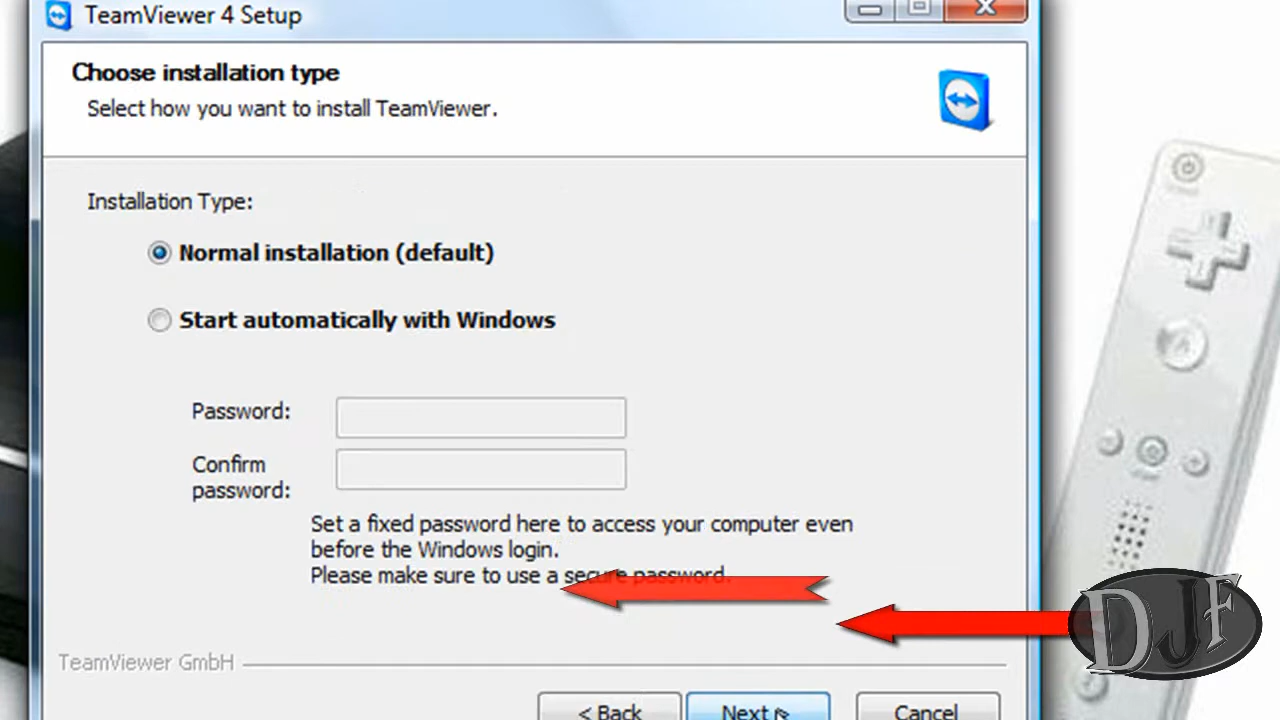 TeamViewer 4 Setup
Choose installation type
Select how you want to install TeamViewer.
Installation Type:
Normal installation (default)
Start automatically with Windows
Password:
Confirm
password:
Set a fixed password here to access your computer even
before the Windows login.
Please make sure to use a secure password.
TeamViewer GmbH
< Back
Next >
Cancel
DJF